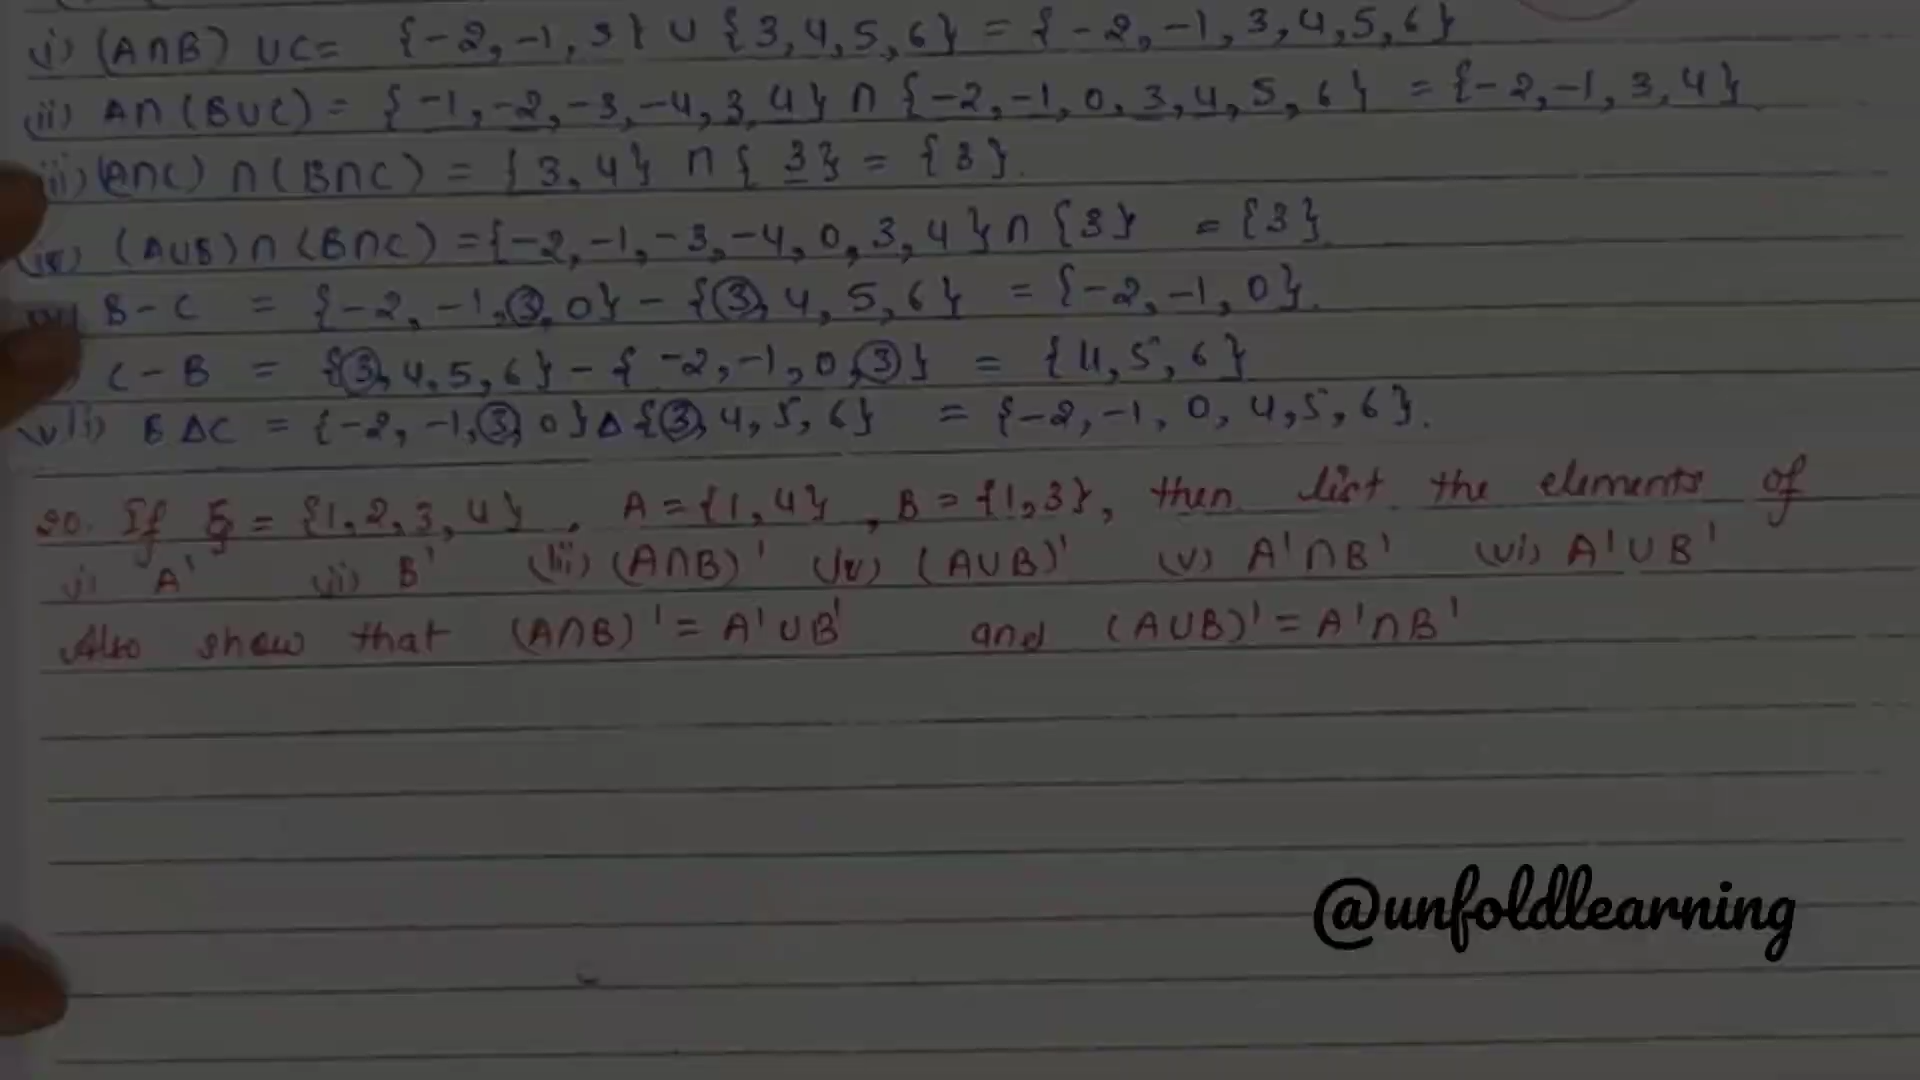 i) (A∩B) ∪C= {-2,-1,3} ∪ {3,4,5,6} = {-2,-1,3,4,5,6}
ii) A∩(B∪C) = {-1,-2,-3,-4,3,4} ∩ {-2,-1,0,3,4,5,6} = {-2,-1,3,4}
ii) ∩C) ∩(B∩C) = {3,4} ∩ {3} = {3}.
(A∪B)∩(B∩C) ={-2,-1,-3,-4,0,3,4}∩{3} = {3}
B-C = {-2,-1,3,0} - {3,4,5,6} = {-2,-1,0}.
C-B = {3,4,5,6} - {-2,-1,0,3} = {4,5,6}
vii) B∆C = {-2,-1,3,0}∆{3,4,5,6} = {-2,-1,0,4,5,6}.
20. If ξ = {1,2,3,4}, A={1,4}, B={1,3}, then list the elements of
i) A' ii) B' (iii) (A∩B)' (iv) (A∪B)' (v) A'∩B' (vi) A'∪B'
Also show that (A∩B)'= A'∪B' and (A∪B)'=A'∩B'
@unfoldlearning